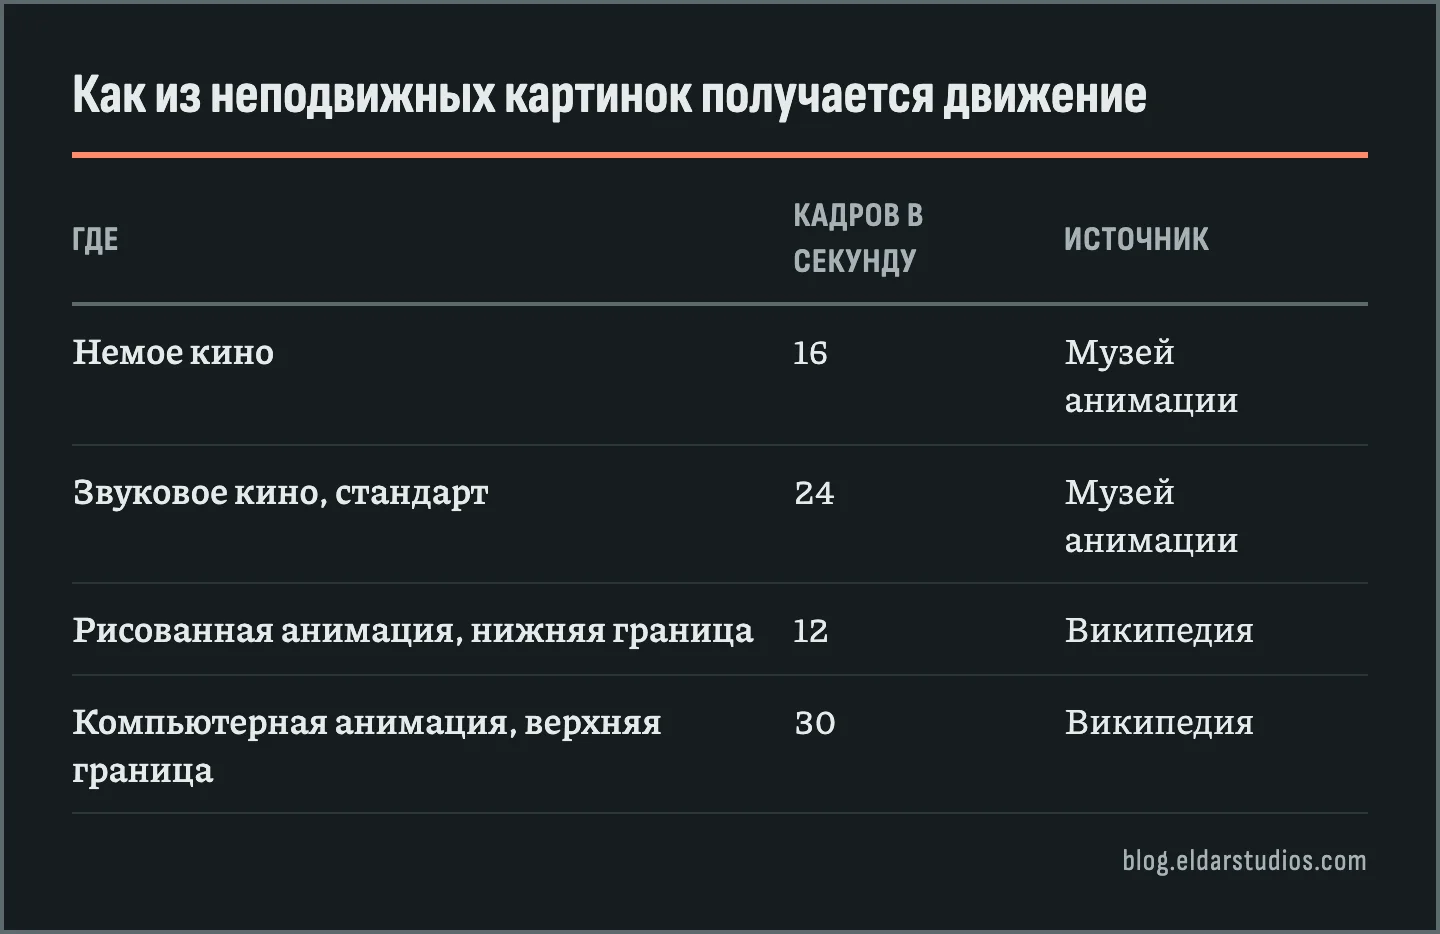 Как из неподвижных картинок получается движение
ГДЕ
КАДРОВ В
СЕКУНДУ
ИСТОЧНИК
Немое кино
16
Музей
анимации
Звуковое кино, стандарт
24
Музей
анимации
Рисованная анимация, нижняя граница
12
Википедия
Компьютерная анимация, верхняя
граница
30
Википедия
blog.eldarstudios.com